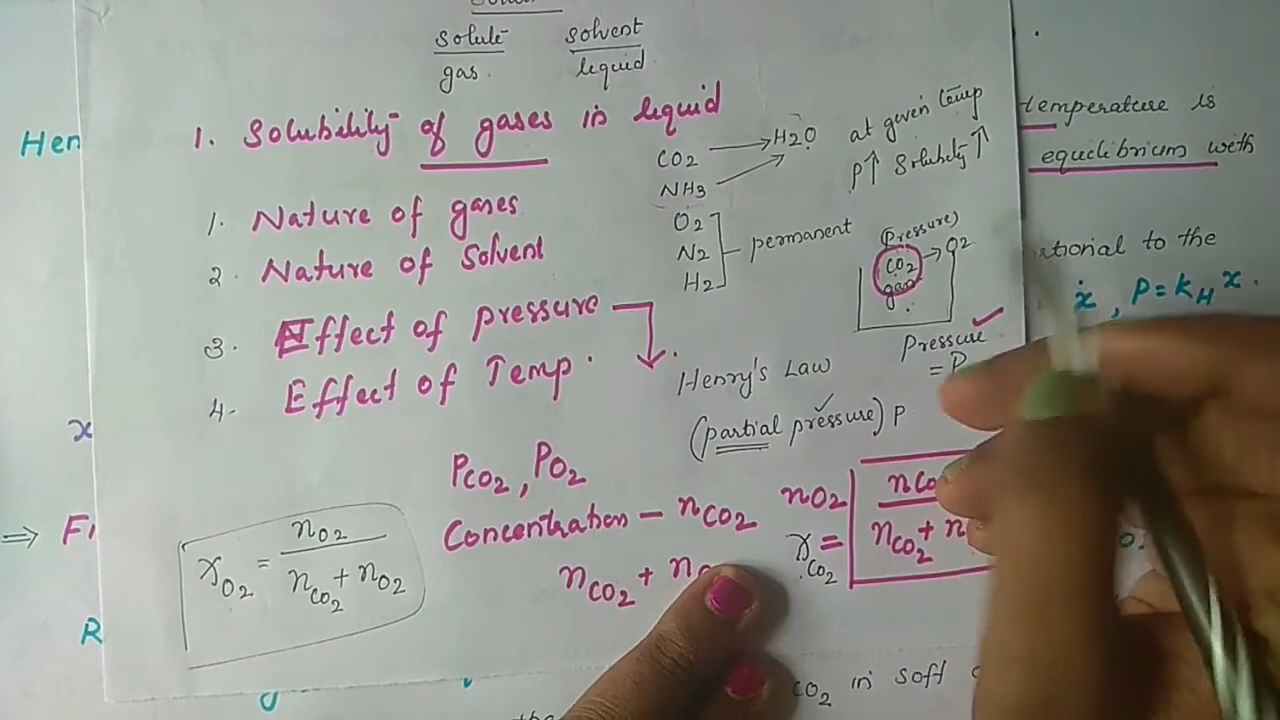 solute solvent
gas. liquid.
1. Solubility of gases in liquid
CO2 → H2O
NH3
at given temp
P↑ Solubility ↑
1. Nature of gases
2. Nature of Solvent
3. Effect of pressure
4. Effect of Temp.
O2
N2 permanent
H2
(Pressure)
CO2 → O2
gas
Pressure ✓
= P
Henry's Law
(partial pressure) P
PCO2, PO2
Concentration - nCO2 nO2
nCO2 +
xO2 = nO2 / nCO2 + nO2
xCO2 =
nCO2 + n
Hen
temperature is
equilibrium with
tional to the
x, P = KH x.
x
⇒ Fi
R
CO2 in soft